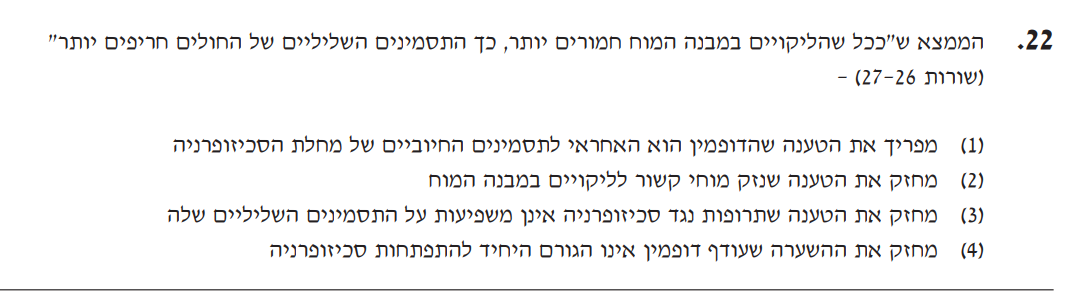 22. הממצא ש"ככל שהליקויים במבנה המוח חמורים יותר, כך התסמינים השליליים של החולים חריפים יותר"
(שורות 26–27) –
(1) מפריך את הטענה שהדופמין הוא האחראי לתסמינים החיוביים של מחלת הסכיזופרניה
(2) מחזק את הטענה שנזק מוחי קשור לליקויים במבנה המוח
(3) מחזק את הטענה שתרופות נגד סכיזופרניה אינן משפיעות על התסמינים השליליים שלה
(4) מחזק את ההשערה שעודף דופמין אינו הגורם היחיד להתפתחות סכיזופרניה